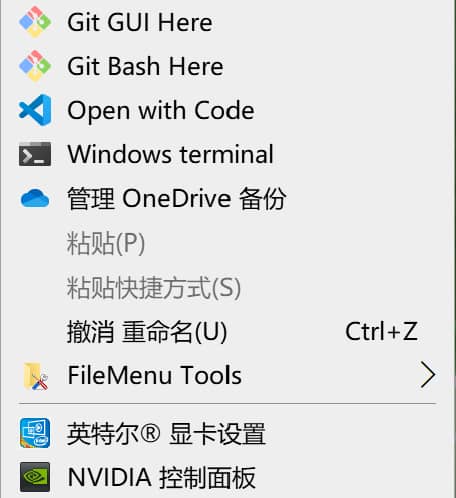 Git GUI Here
Git Bash Here
Open with Code
Windows terminal
管理 OneDrive 备份
粘贴(P)
粘贴快捷方式(S)
撤消 重命名(U) Ctrl+Z
FileMenu Tools
英特尔® 显卡设置
NVIDIA 控制面板